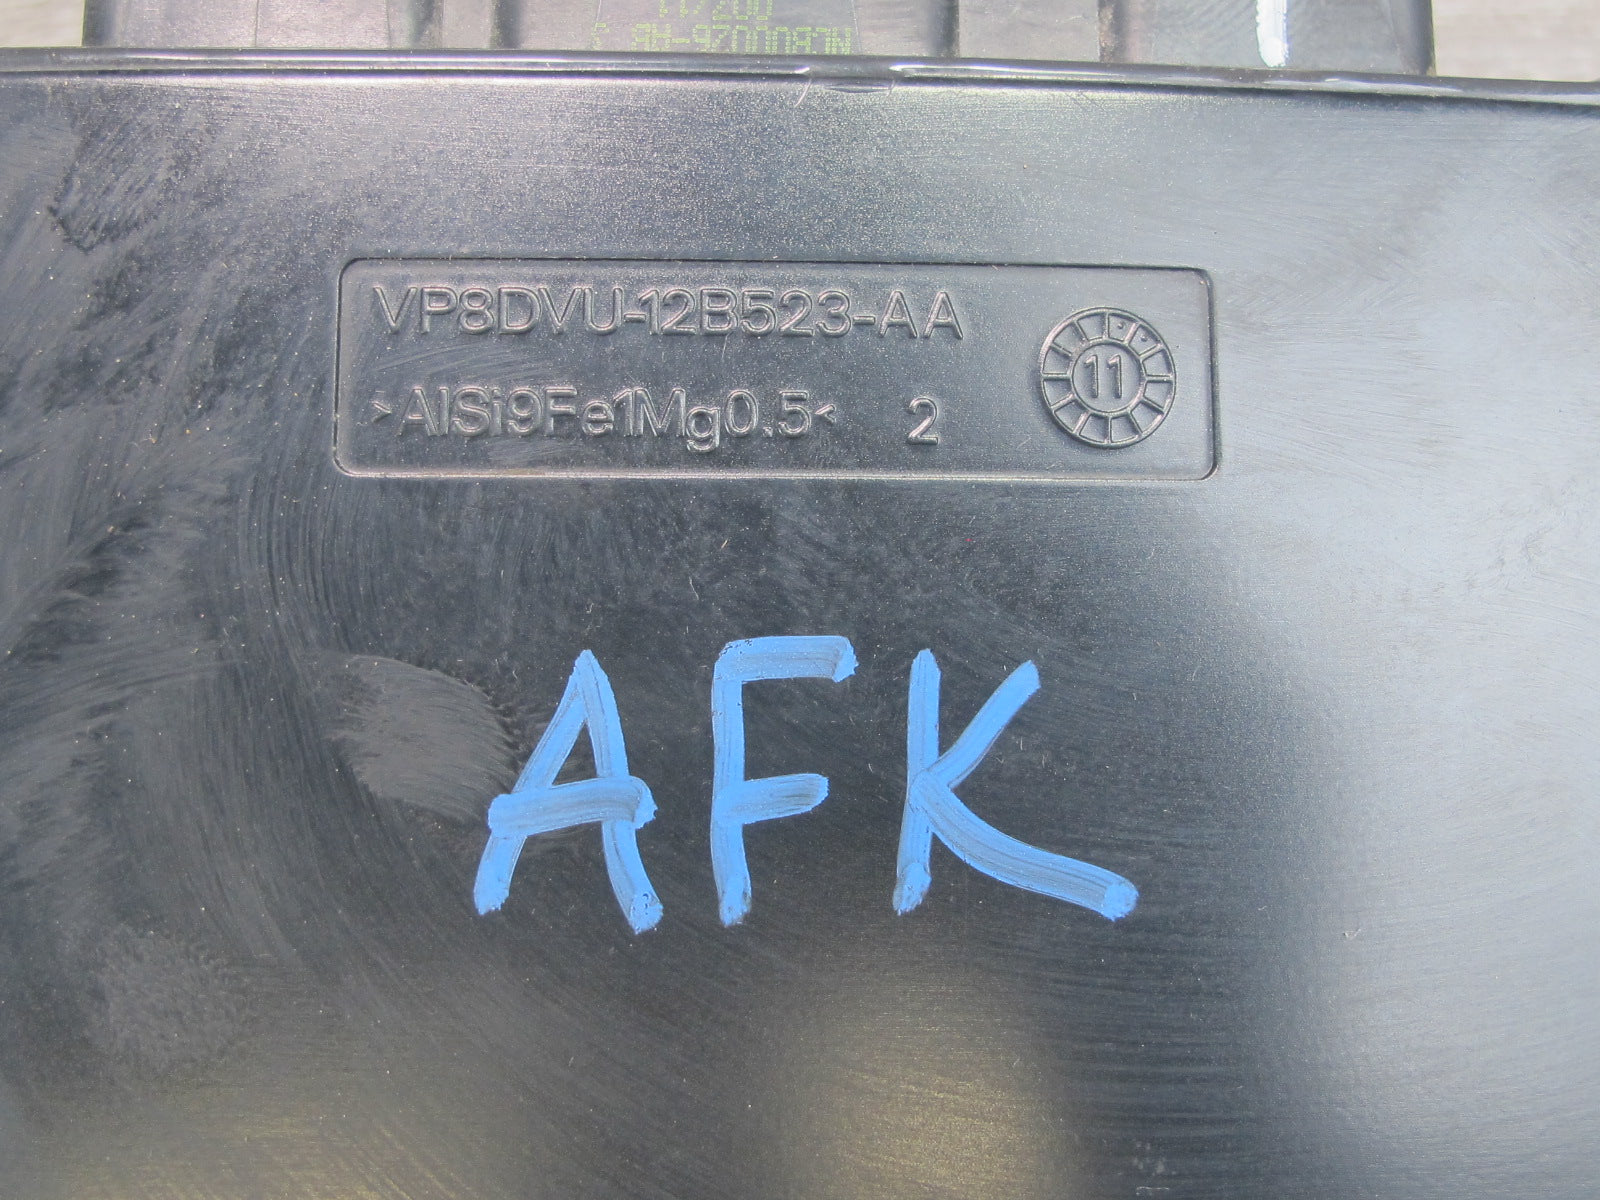 VP8DVU-12B523-AA
>AlSi9Fe1Mg0.5< 2
11
AFK